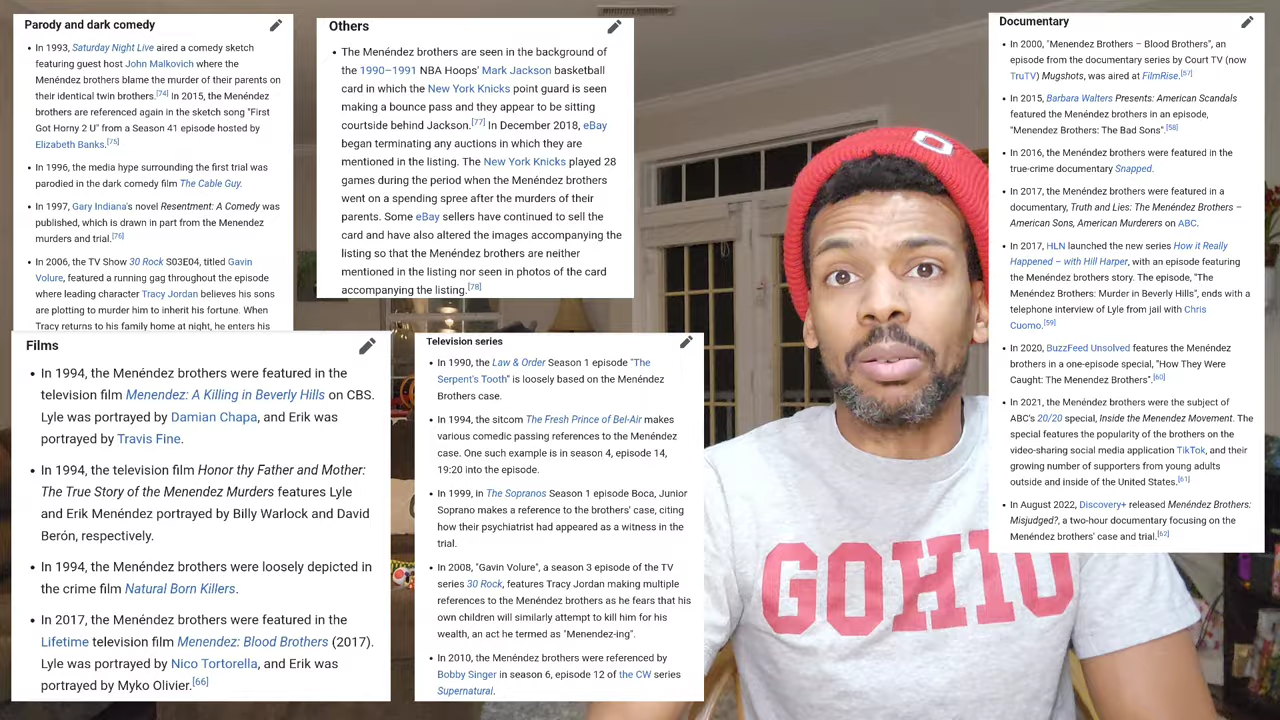 Parody and dark comedy
In 1993, Saturday Night Live aired a comedy sketch
featuring guest host John Malkovich where the
Menéndez brothers blame the murder of their parents on
their identical twin brothers.[74] In 2015, the Menéndez
brothers are referenced again in the sketch song "First
Got Horny 2 U" from a Season 41 episode hosted by
Elizabeth Banks.[75]
In 1996, the media hype surrounding the first trial was
parodied in the dark comedy film The Cable Guy.
In 1997, Gary Indiana's novel Resentment: A Comedy was
published, which is drawn in part from the Menendez
murders and trial.[76]
In 2006, the TV Show 30 Rock S03E04, titled Gavin
Volure, featured a running gag throughout the episode
where leading character Tracy Jordan believes his sons
are plotting to murder him to inherit his fortune. When
Tracy returns to his family home at night, he enters his
Others
The Menéndez brothers are seen in the background of
the 1990–1991 NBA Hoops' Mark Jackson basketball
card in which the New York Knicks point guard is seen
making a bounce pass and they appear to be sitting
courtside behind Jackson.[77] In December 2018, eBay
began terminating any auctions in which they are
mentioned in the listing. The New York Knicks played 28
games during the period when the Menéndez brothers
went on a spending spree after the murders of their
parents. Some eBay sellers have continued to sell the
card and have also altered the images accompanying the
listing so that the Menéndez brothers are neither
mentioned in the listing nor seen in photos of the card
accompanying the listing.[78]
Films
In 1994, the Menéndez brothers were featured in the
television film Menendez: A Killing in Beverly Hills on CBS.
Lyle was portrayed by Damian Chapa, and Erik was
portrayed by Travis Fine.
In 1994, the television film Honor thy Father and Mother:
The True Story of the Menendez Murders features Lyle
and Erik Menéndez portrayed by Billy Warlock and David
Berón, respectively.
In 1994, the Menéndez brothers were loosely depicted in
the crime film Natural Born Killers.
In 2017, the Menéndez brothers were featured in the
Lifetime television film Menendez: Blood Brothers (2017).
Lyle was portrayed by Nico Tortorella, and Erik was
portrayed by Myko Olivier.[66]
Television series
In 1990, the Law & Order Season 1 episode "The
Serpent's Tooth" is loosely based on the Menéndez
Brothers case.
In 1994, the sitcom The Fresh Prince of Bel-Air makes
various comedic passing references to the Menéndez
case. One such example is in season 4, episode 14,
19:20 into the episode.
In 1999, in The Sopranos Season 1 episode Boca, Junior
Soprano makes a reference to the brothers' case, citing
how their psychiatrist had appeared as a witness in the
trial.
In 2008, "Gavin Volure", a season 3 episode of the TV
series 30 Rock, features Tracy Jordan making multiple
references to the Menéndez brothers as he fears that his
own children will similarly attempt to kill him for his
wealth, an act he termed as "Menendez-ing".
In 2010, the Menéndez brothers were referenced by
Bobby Singer in season 6, episode 12 of the CW series
Supernatural.
Documentary
In 2000, "Menendez Brothers – Blood Brothers", an
episode from the documentary series by Court TV (now
TruTV) Mugshots, was aired at FilmRise.[57]
In 2015, Barbara Walters Presents: American Scandals
featured the Menéndez brothers in an episode,
"Menendez Brothers: The Bad Sons".[58]
In 2016, the Menéndez brothers were featured in the
true-crime documentary Snapped.
In 2017, the Menéndez brothers were featured in a
documentary, Truth and Lies: The Menéndez Brothers –
American Sons, American Murderers on ABC.
In 2017, HLN launched the new series How it Really
Happened – with Hill Harper, with an episode featuring
the Menéndez brothers story. The episode, "The
Menéndez Brothers: Murder in Beverly Hills", ends with a
telephone interview of Lyle from jail with Chris
Cuomo.[59]
In 2020, BuzzFeed Unsolved features the Menéndez
brothers in a one-episode special, "How They Were
Caught: The Menendez Brothers".[60]
In 2021, the Menéndez brothers were the subject of
ABC's 20/20 special, Inside the Menendez Movement. The
special features the popularity of the brothers on the
video-sharing social media application TikTok, and their
growing number of supporters from young adults
outside and inside of the United States.[61]
In August 2022, Discovery+ released Menéndez Brothers:
Misjudged?, a two-hour documentary focusing on the
Menéndez brothers' case and trial.[62]
O
GOHIO